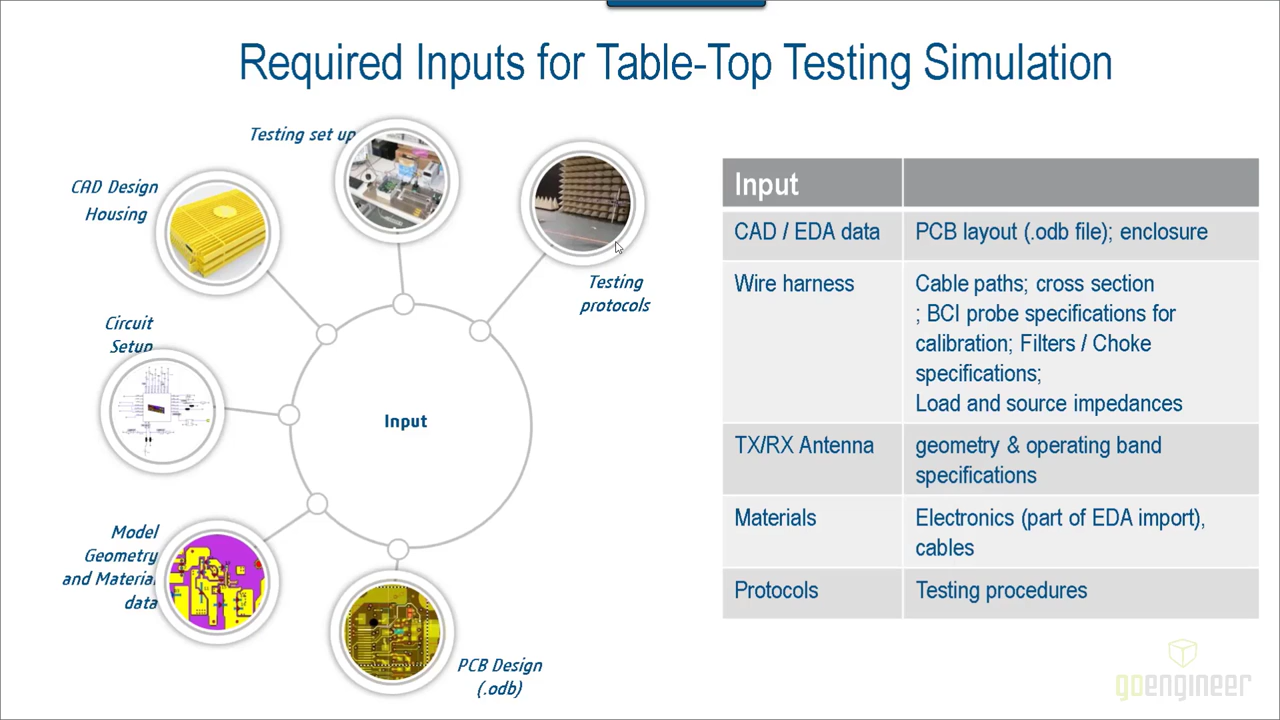 Required Inputs for Table-Top Testing Simulation
Testing set up
CAD Design
Housing
Testing
protocols
Circuit
Setup
Input
Model
Geometry
and Material
data
PCB Design
(.odb)
Input
CAD / EDA data
PCB layout (.odb file); enclosure
Wire harness
Cable paths; cross section
; BCI probe specifications for
calibration; Filters / Choke
specifications;
Load and source impedances
TX/RX Antenna
geometry & operating band
specifications
Materials
Electronics (part of EDA import),
cables
Protocols
Testing procedures
goengineer